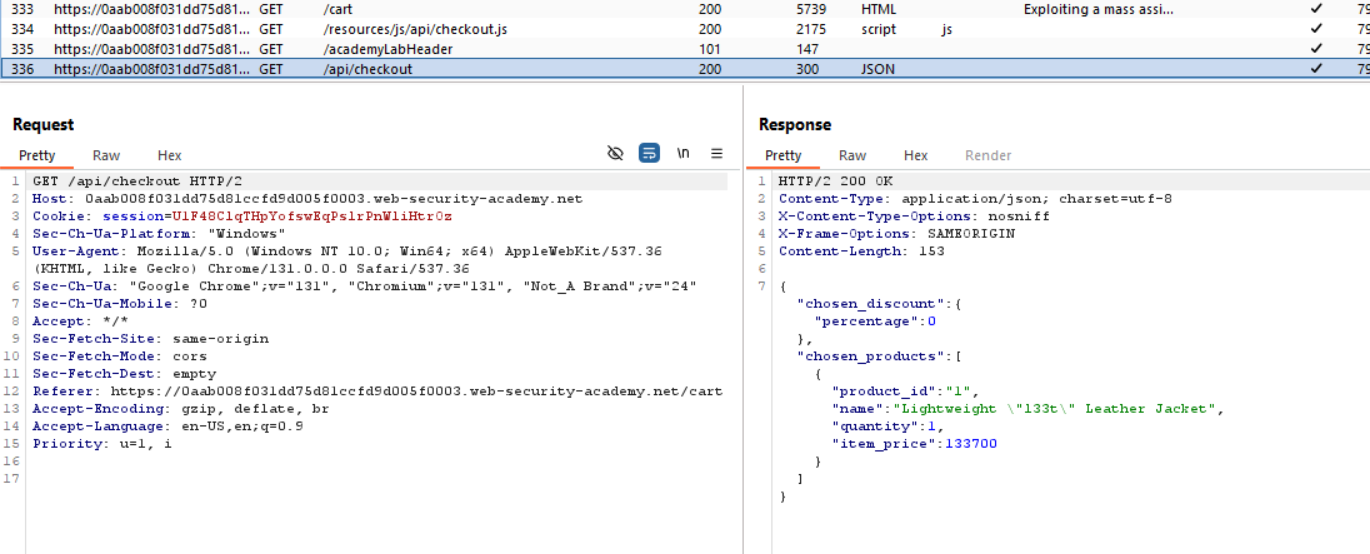 333 https://0aab008f031dd75d81... GET /cart 200 5739 HTML Exploiting a mass assi... ✓ 79
334 https://0aab008f031dd75d81... GET /resources/js/api/checkout.js 200 2175 script js ✓ 79
335 https://0aab008f031dd75d81... GET /academyLabHeader 101 147 ✓ 79
336 https://0aab008f031dd75d81... GET /api/checkout 200 300 JSON ✓ 79
Request
Pretty Raw Hex \n
1 GET /api/checkout HTTP/2
2 Host: 0aab008f031dd75d81ccfd9d005f0003.web-security-academy.net
3 Cookie: session=UlF48ClqTHpYofswEqPslrPnWliHtrOz
4 Sec-Ch-Ua-Platform: "Windows"
5 User-Agent: Mozilla/5.0 (Windows NT 10.0; Win64; x64) AppleWebKit/537.36
(KHTML, like Gecko) Chrome/131.0.0.0 Safari/537.36
6 Sec-Ch-Ua: "Google Chrome";v="131", "Chromium";v="131", "Not_A Brand";v="24"
7 Sec-Ch-Ua-Mobile: ?0
8 Accept: */*
9 Sec-Fetch-Site: same-origin
10 Sec-Fetch-Mode: cors
11 Sec-Fetch-Dest: empty
12 Referer: https://0aab008f031dd75d81ccfd9d005f0003.web-security-academy.net/cart
13 Accept-Encoding: gzip, deflate, br
14 Accept-Language: en-US,en;q=0.9
15 Priority: u=1, i
16
17
Response
Pretty Raw Hex Render
1 HTTP/2 200 OK
2 Content-Type: application/json; charset=utf-8
3 X-Content-Type-Options: nosniff
4 X-Frame-Options: SAMEORIGIN
5 Content-Length: 153
6
7 {
"chosen_discount":{
"percentage":0
},
"chosen_products":[
{
"product_id":"1",
"name":"Lightweight \"l33t\" Leather Jacket",
"quantity":1,
"item_price":133700
}
]
}